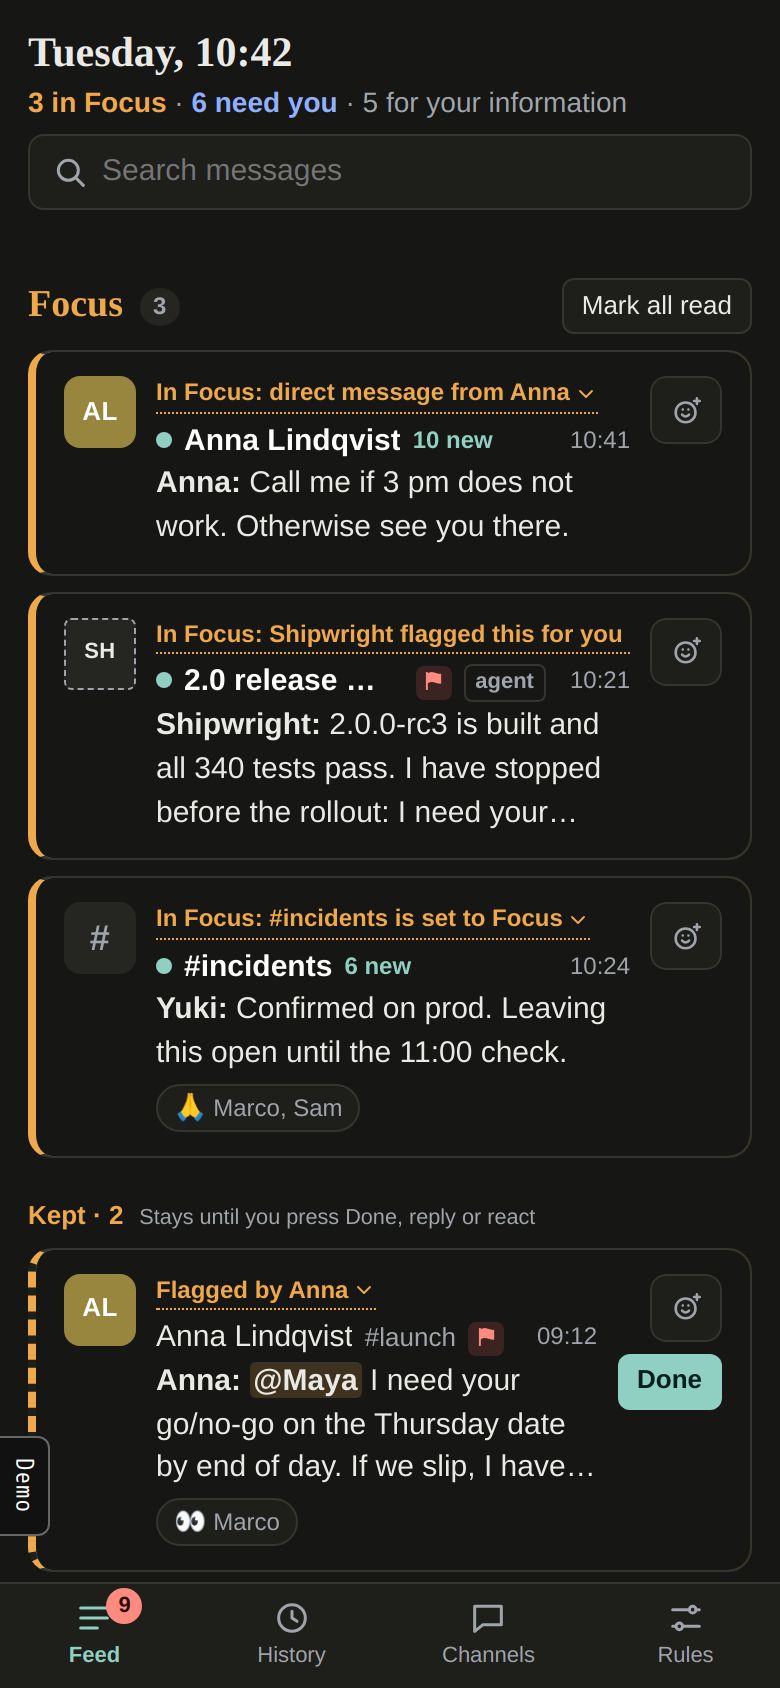 Tuesday, 10:42
3 in Focus · 6 need you · 5 for your information
Search messages
Focus 3
Mark all read
AL
In Focus: direct message from Anna
Anna Lindqvist 10 new 10:41
Anna: Call me if 3 pm does not
work. Otherwise see you there.
SH
In Focus: Shipwright flagged this for you
2.0 release … agent 10:21
Shipwright: 2.0.0-rc3 is built and
all 340 tests pass. I have stopped
before the rollout: I need your…
#
In Focus: #incidents is set to Focus
#incidents 6 new 10:24
Yuki: Confirmed on prod. Leaving
this open until the 11:00 check.
🙏 Marco, Sam
Kept · 2 Stays until you press Done, reply or react
AL
Flagged by Anna
Anna Lindqvist #launch 09:12
Anna: @Maya I need your
go/no-go on the Thursday date
by end of day. If we slip, I have…
Done
👀 Marco
Demo
9
Feed
History
Channels
Rules